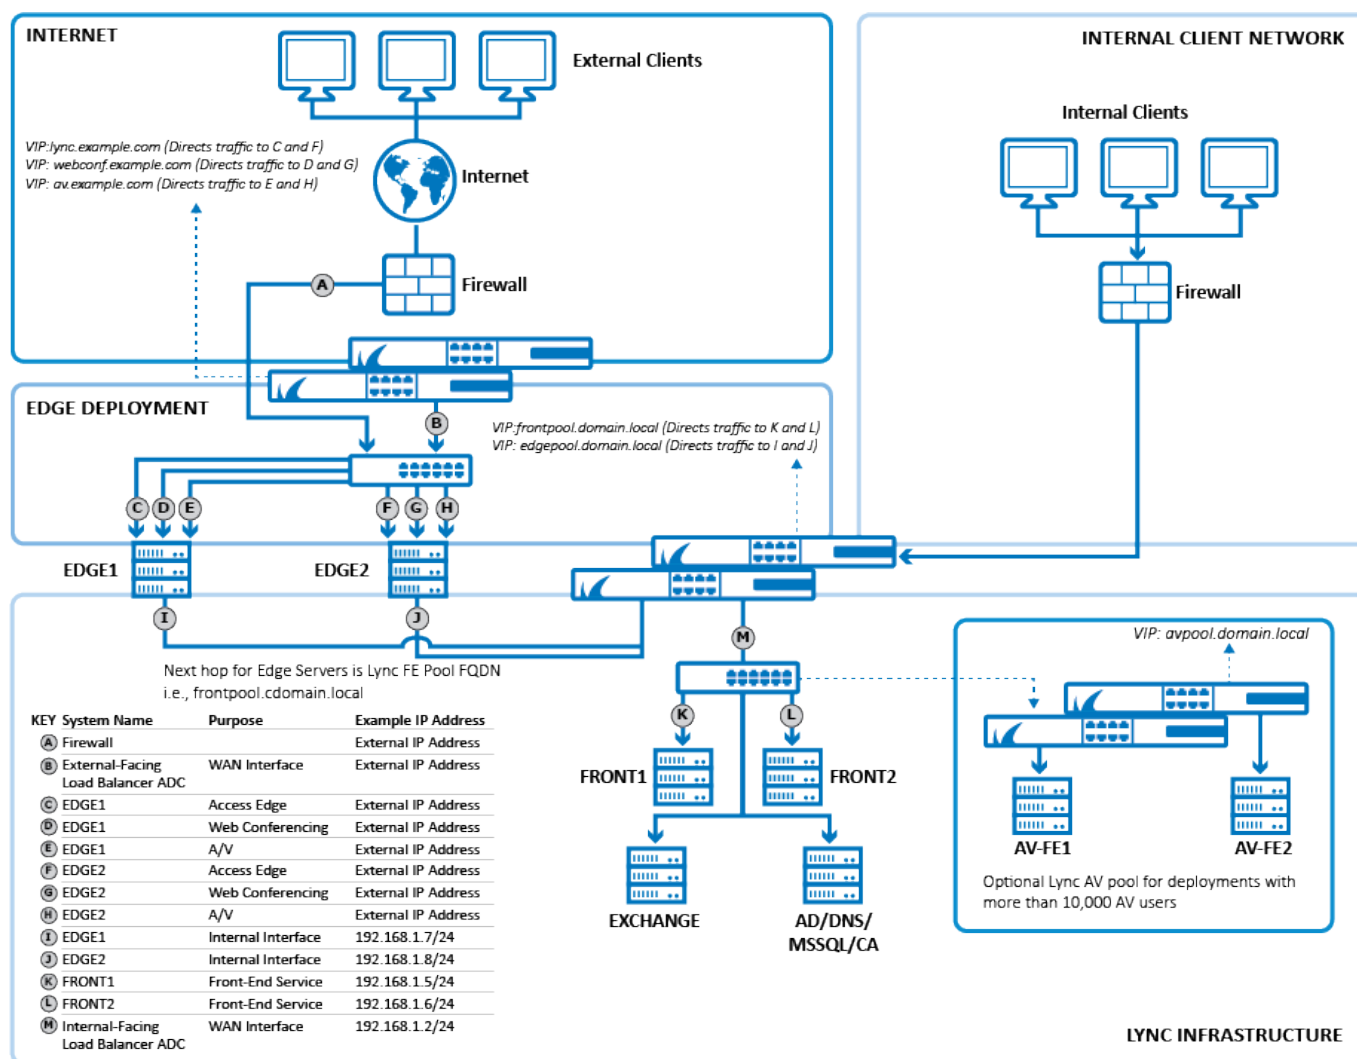 INTERNET
External Clients
VIP:lync.example.com (Directs traffic to C and F)
VIP: webconf.example.com (Directs traffic to D and G)
VIP: av.example.com (Directs traffic to E and H)
Internet
Firewall
A
INTERNAL CLIENT NETWORK
Internal Clients
Firewall
EDGE DEPLOYMENT
B
VIP:frontpool.domain.local (Directs traffic to K and L)
VIP: edgepool.domain.local (Directs traffic to I and J)
C D E F G H
EDGE1
EDGE2
I
J
M
Next hop for Edge Servers is Lync FE Pool FQDN
i.e., frontpool.cdomain.local
K
L
FRONT1
FRONT2
EXCHANGE
AD/DNS/
MSSQL/CA
VIP: avpool.domain.local
AV-FE1
AV-FE2
Optional Lync AV pool for deployments with
more than 10,000 AV users
KEY System Name Purpose Example IP Address
A Firewall External IP Address
B External-Facing WAN Interface External IP Address
Load Balancer ADC
C EDGE1 Access Edge External IP Address
D EDGE1 Web Conferencing External IP Address
E EDGE1 A/V External IP Address
F EDGE2 Access Edge External IP Address
G EDGE2 Web Conferencing External IP Address
H EDGE2 A/V External IP Address
I EDGE1 Internal Interface 192.168.1.7/24
J EDGE2 Internal Interface 192.168.1.8/24
K FRONT1 Front-End Service 192.168.1.5/24
L FRONT2 Front-End Service 192.168.1.6/24
M Internal-Facing WAN Interface 192.168.1.2/24
Load Balancer ADC
LYNC INFRASTRUCTURE